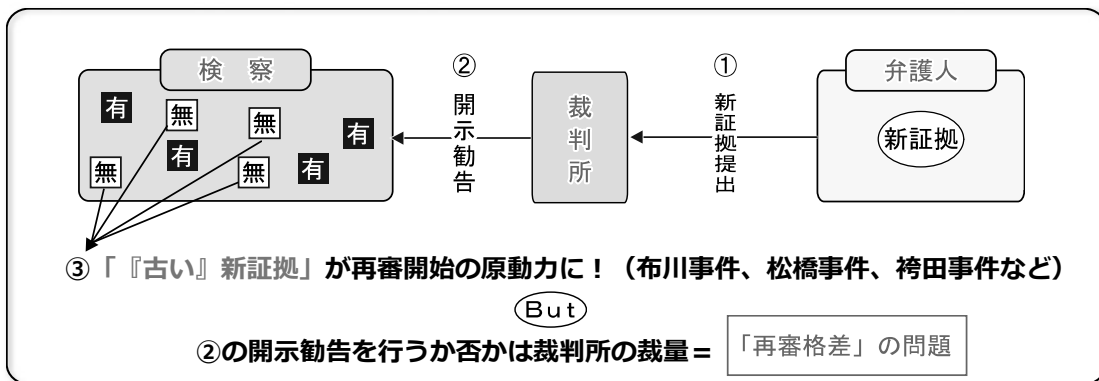 検 察
有
無
無
有
無
有
無
有
②
開示勧告
裁判所
①
新証拠提出
弁護人
新証拠
③「『古い』新証拠」が再審開始の原動力に！（布川事件、松橋事件、袴田事件など）
But
②の開示勧告を行うか否かは裁判所の裁量＝
「再審格差」の問題